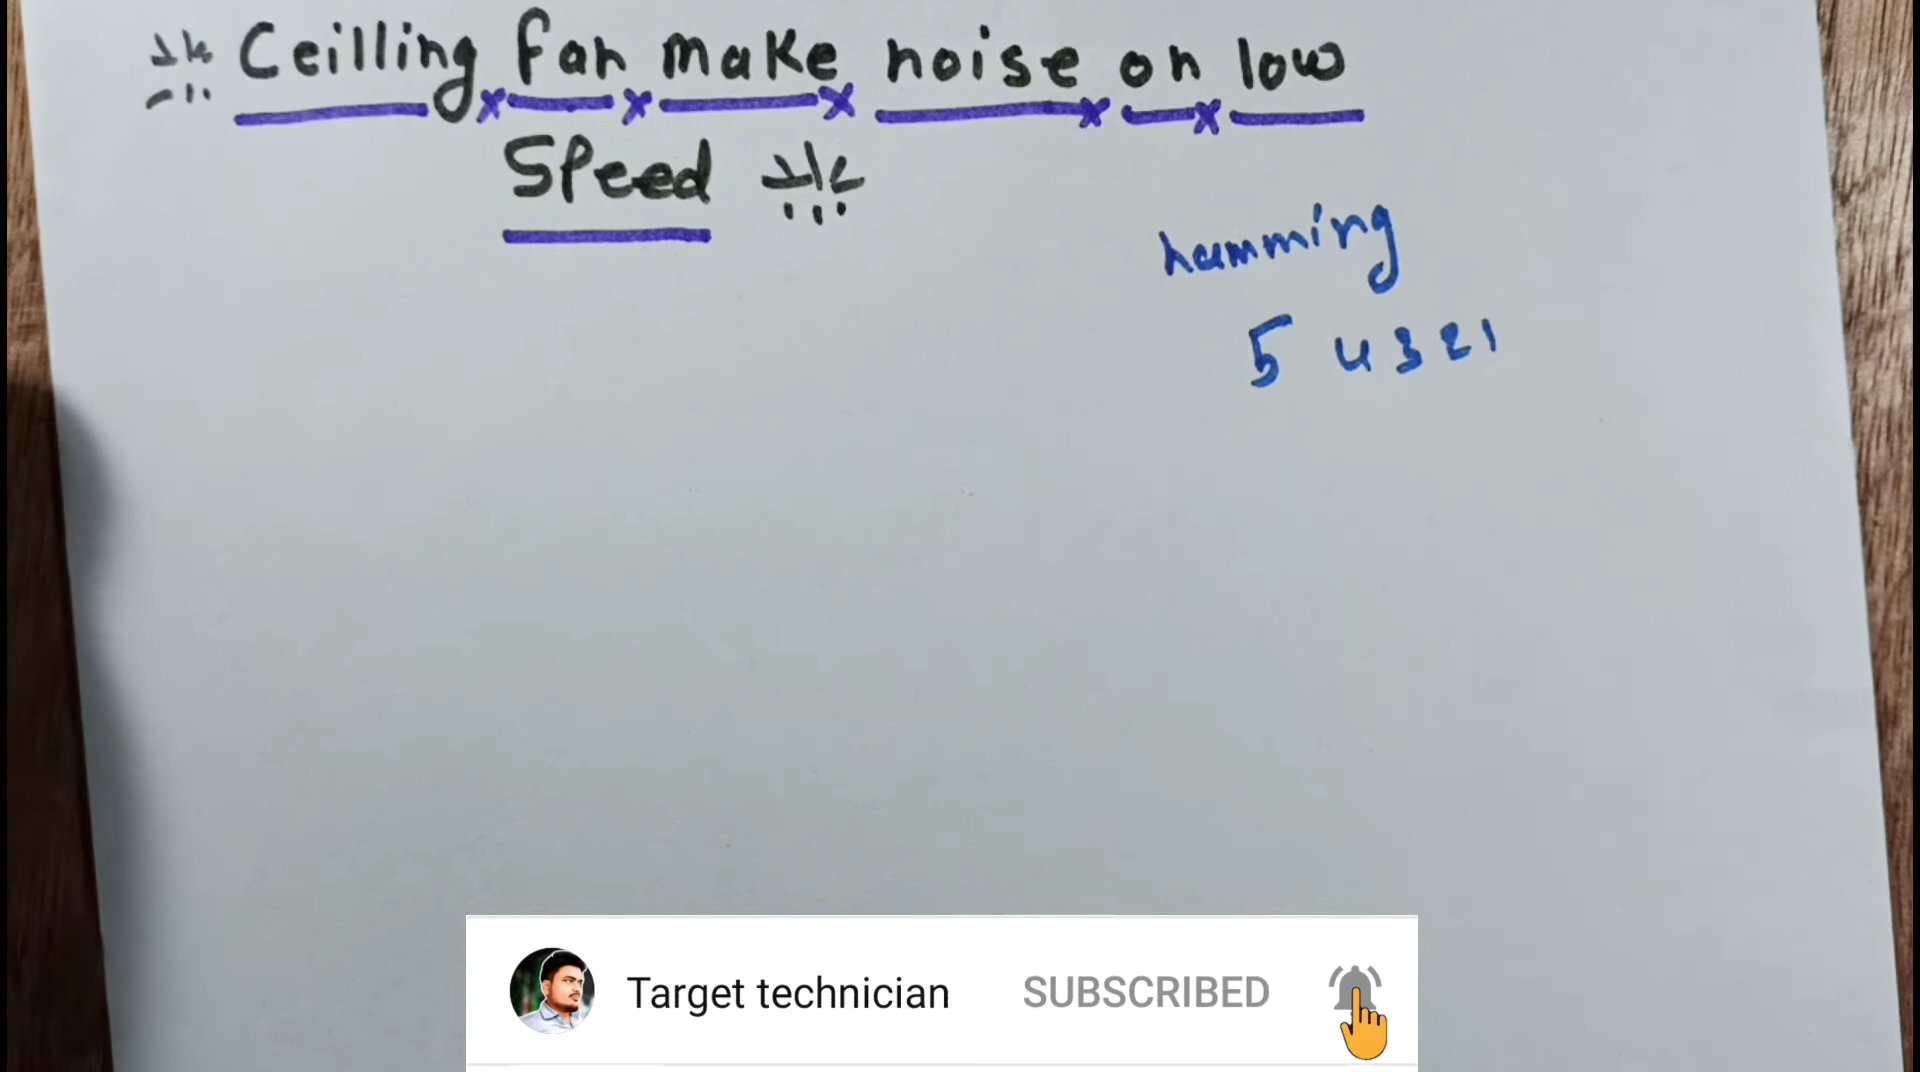 Ceilling fan make noise on low
Speed
humming
5 4 3 2 1
Target technician SUBSCRIBED